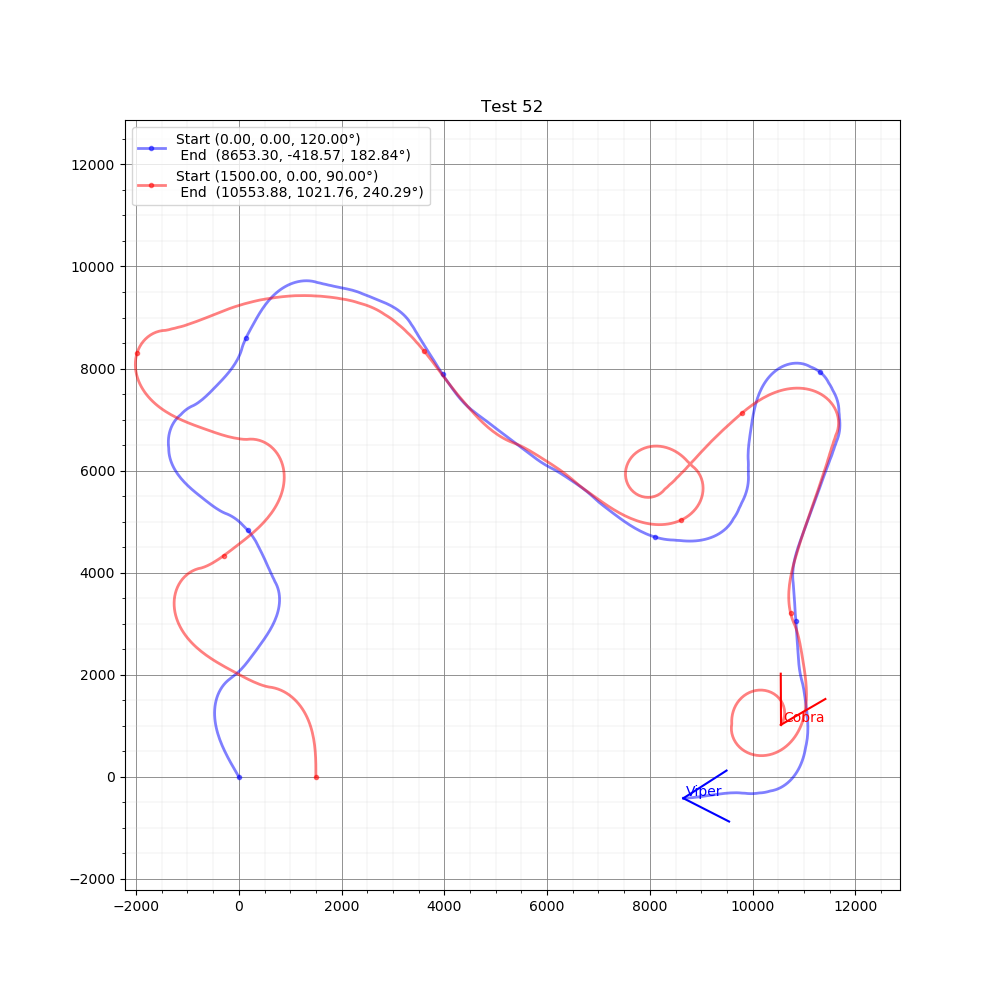 Test 52
Start (0.00, 0.00, 120.00°)
End  (8653.30, -418.57, 182.84°)
Start (1500.00, 0.00, 90.00°)
End  (10553.88, 1021.76, 240.29°)
12000
10000
8000
6000
4000
2000
0
−2000
Cobra
Viper
−2000 0 2000 4000 6000 8000 10000 12000